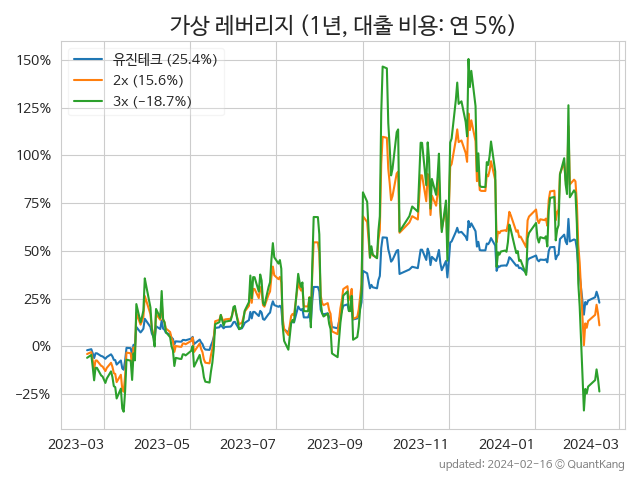 가상 레버리지 (1년, 대출 비용: 연 5%)
150%
125%
100%
75%
50%
25%
0%
−25%
유진테크 (25.4%)
2x (15.6%)
3x (−18.7%)
2023-03 2023-05 2023-07 2023-09 2023-11 2024-01 2024-03
updated: 2024-02-16 © QuantKang